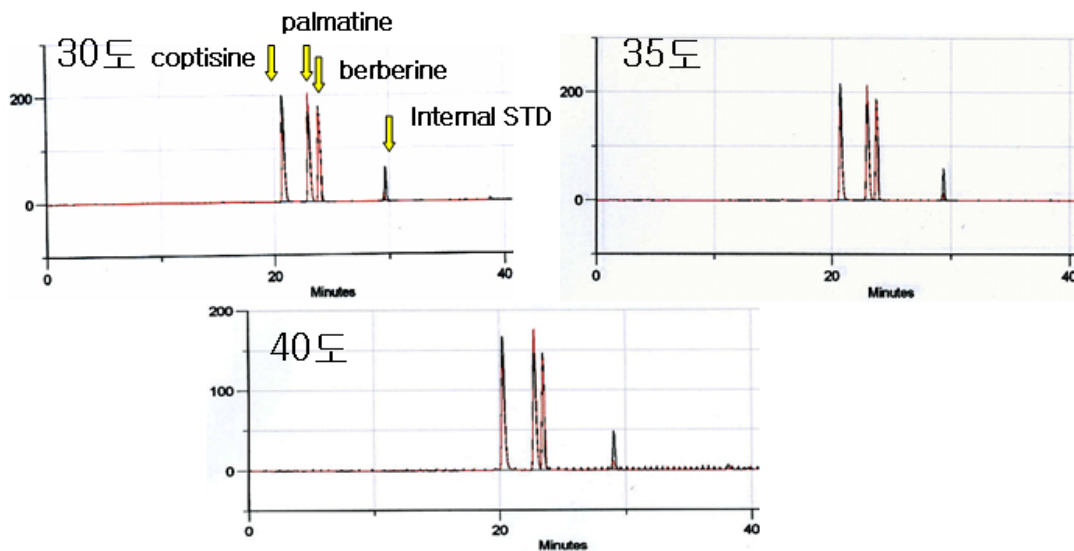 palmatine
30도 coptisine
berberine
Internal STD
200
0
0 20 40
Minutes
35도
200
0
0 20 40
Minutes
40도
200
100
0
0 20 40
Minutes